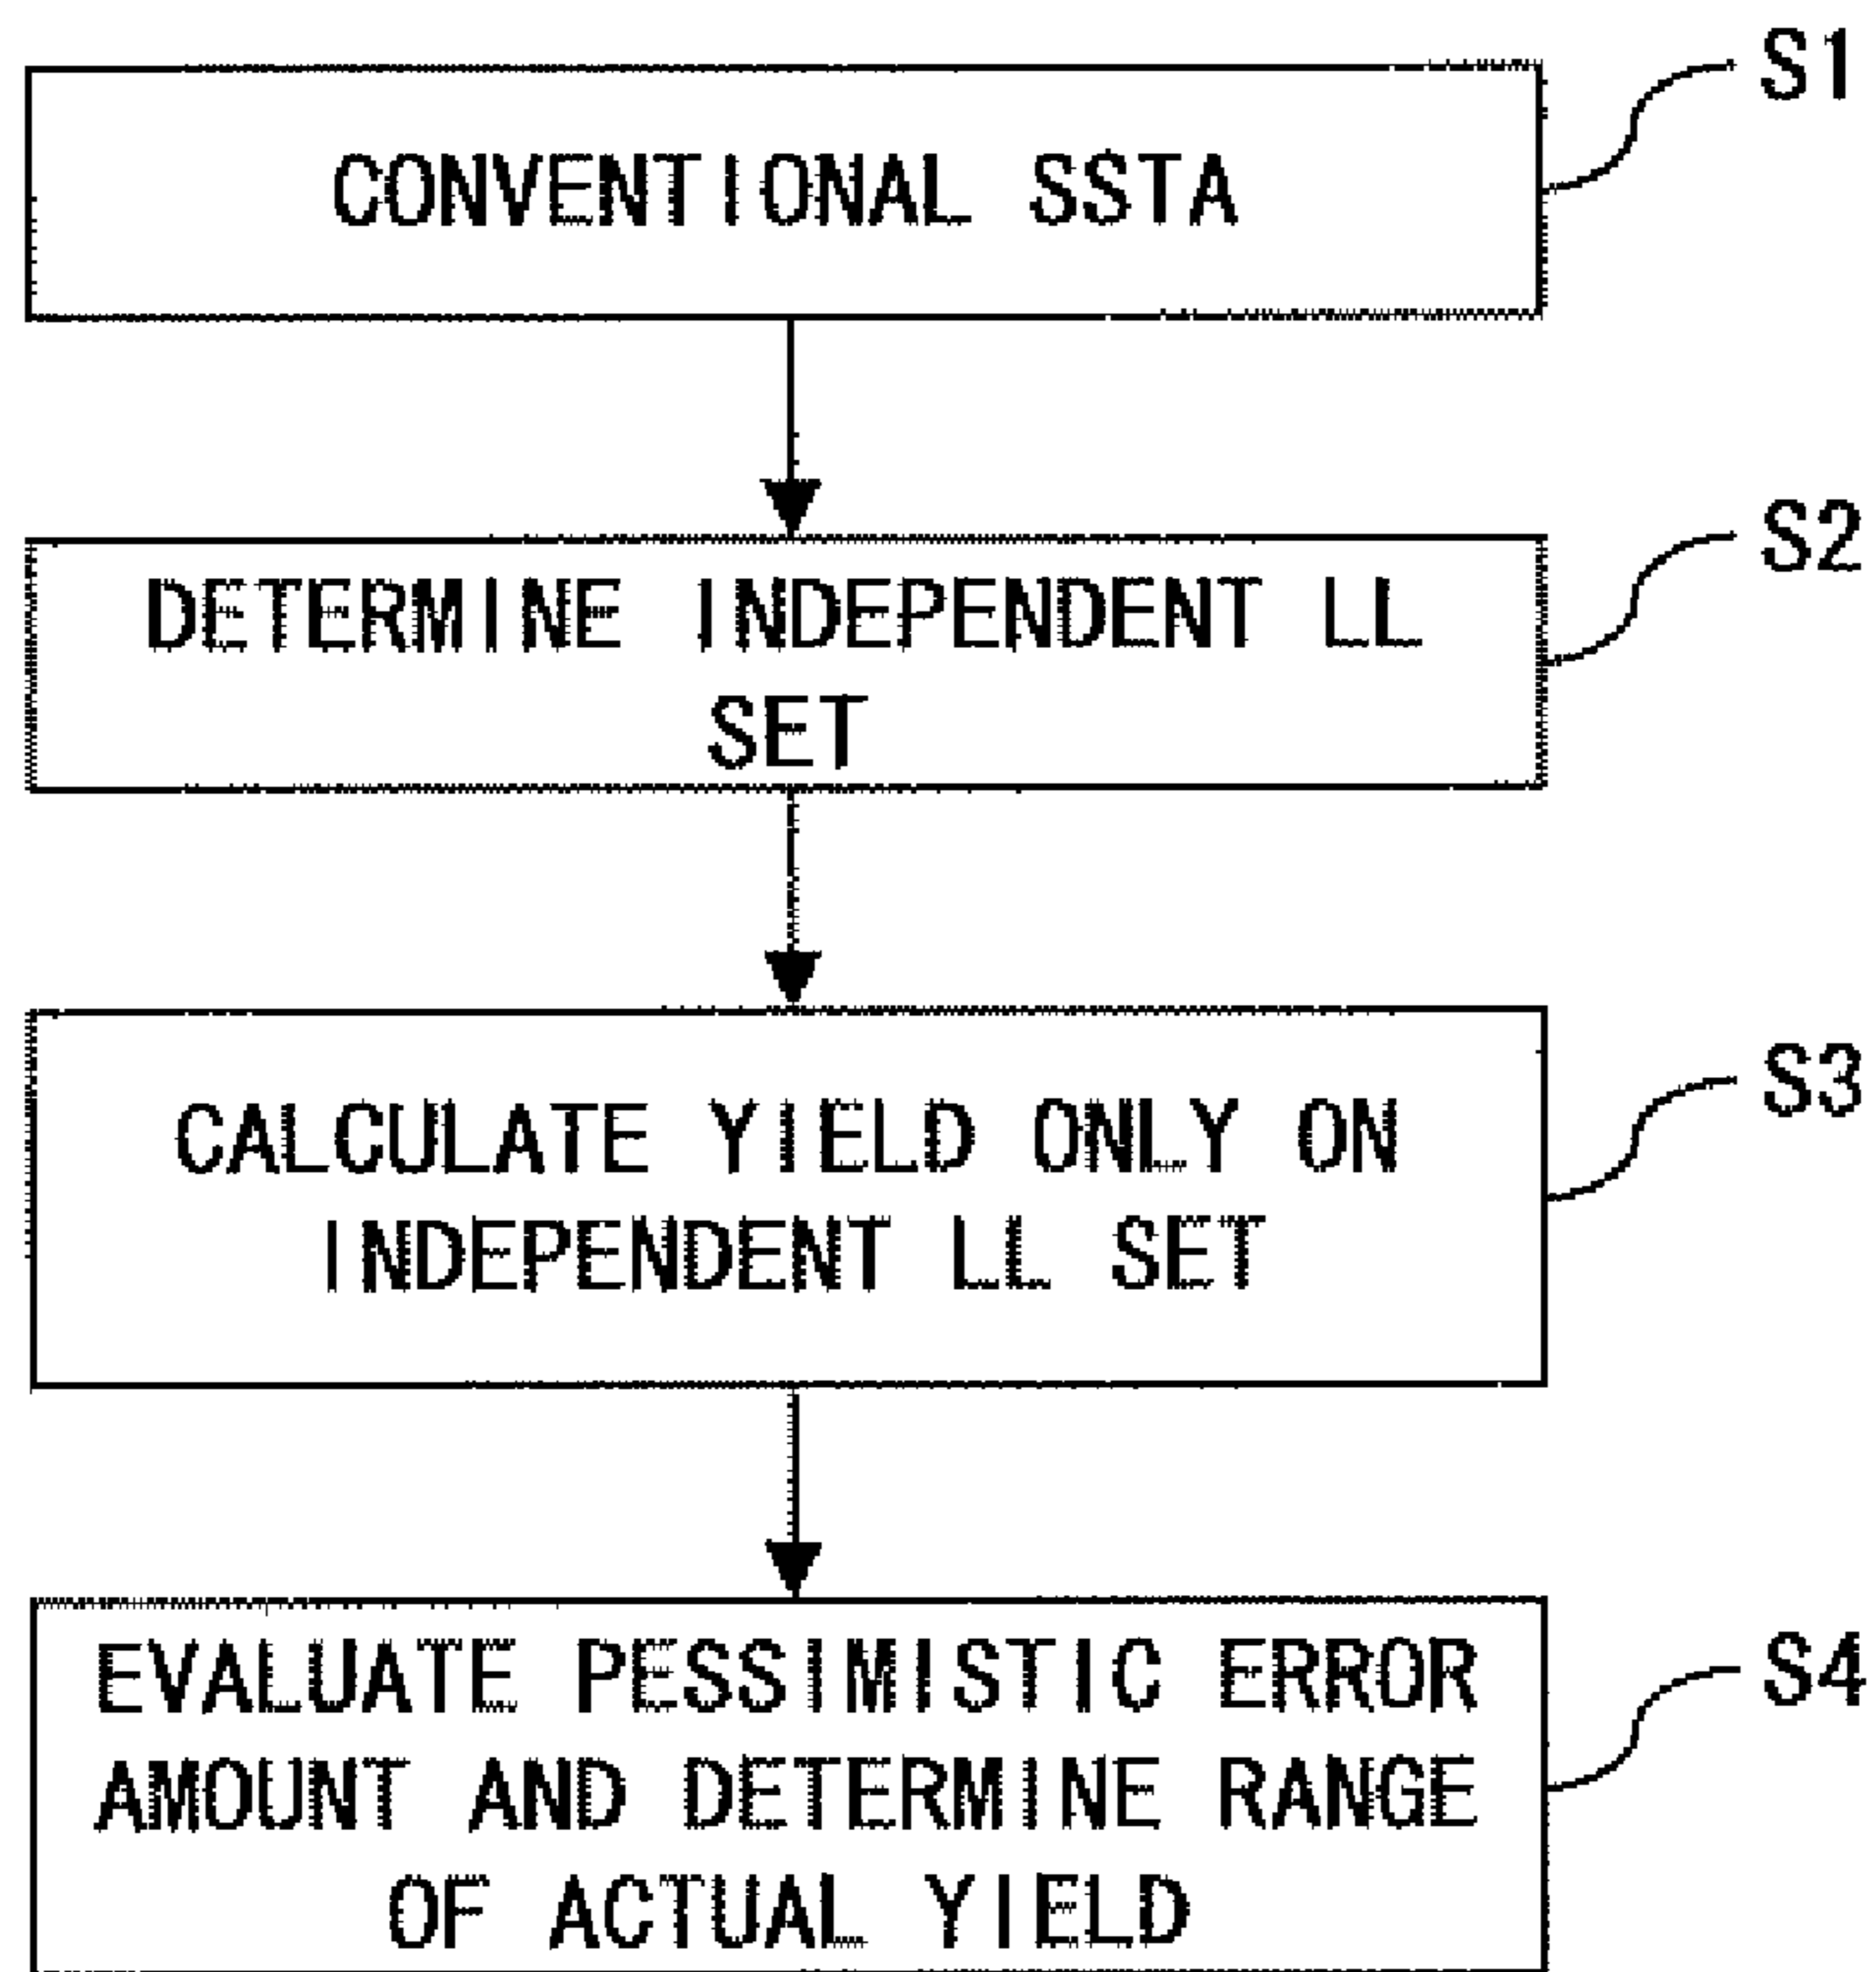 S1
CONVENTIONAL SSTA
S2
DETERMINE INDEPENDENT LL
SET
S3
CALCULATE YIELD ONLY ON
INDEPENDENT LL SET
S4
EVALUATE PESSIMISTIC ERROR
AMOUNT AND DETERMINE RANGE
OF ACTUAL YIELD